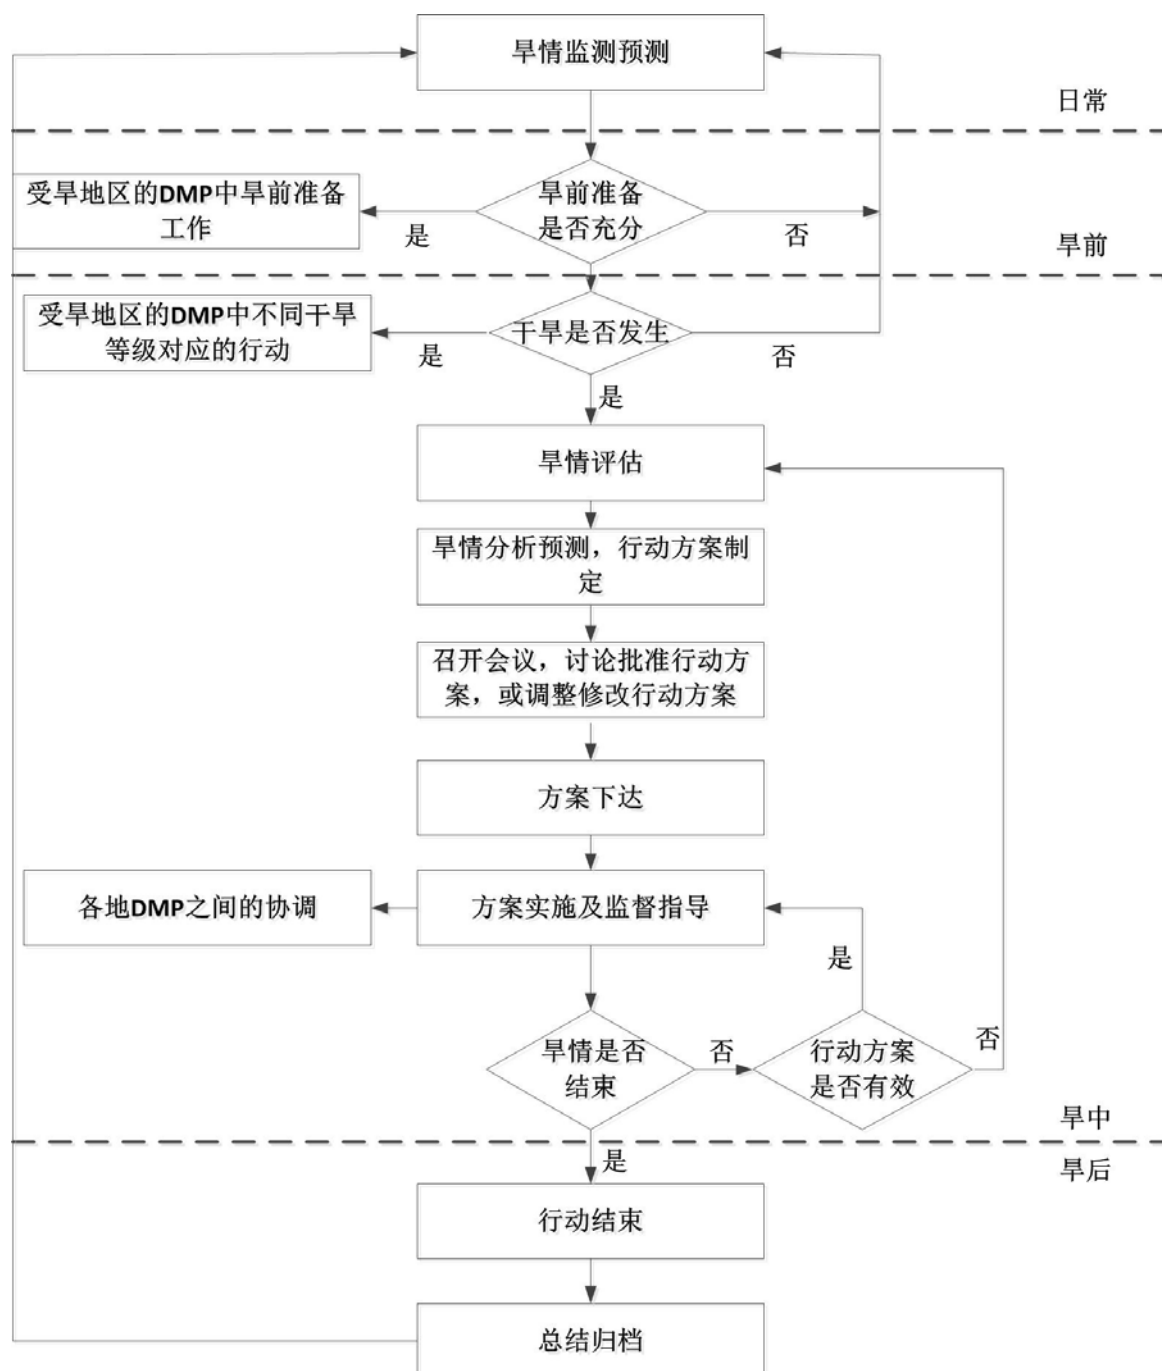 旱情监测预测
日常
受旱地区的DMP中旱前准备
工作
是
旱前准备
是否充分
否
旱前
受旱地区的DMP中不同干旱
等级对应的行动
是
干旱是否发生
否
是
旱情评估
旱情分析预测，行动方案制
定
召开会议，讨论批准行动方
案，或调整修改行动方案
方案下达
各地DMP之间的协调
方案实施及监督指导
是
旱情是否
结束
否
行动方案
是否有效
否
旱中
是
旱后
行动结束
总结归档